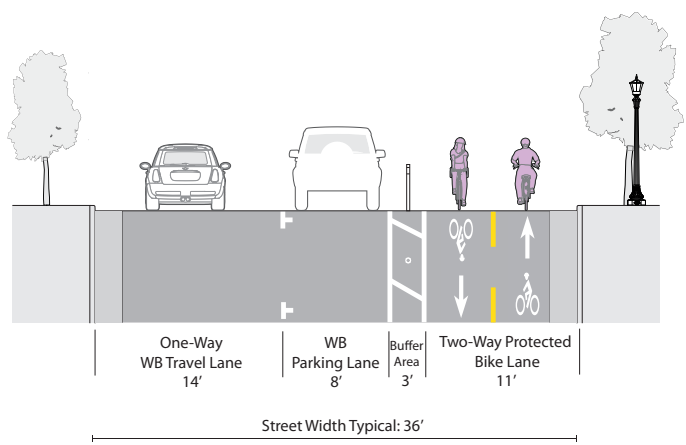 One-Way
WB Travel Lane
14’
WB
Parking Lane
8’
Buffer
Area
3’
Two-Way Protected
Bike Lane
11’
Street Width Typical: 36’